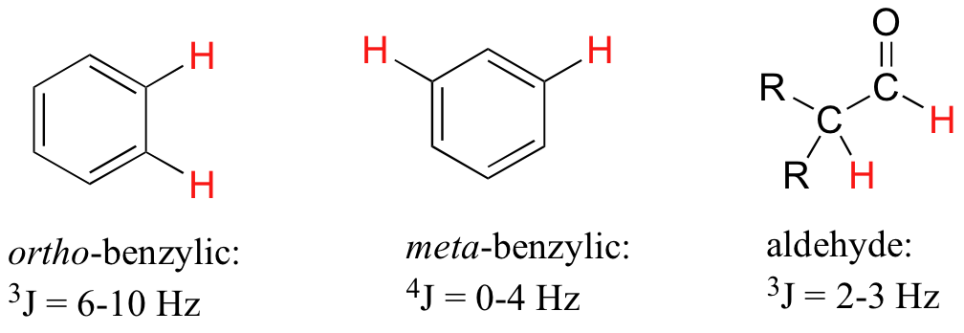 H
H
ortho-benzylic:
³J = 6-10 Hz
H
H
meta-benzylic:
⁴J = 0-4 Hz
O
R
C
C
H
R
H
aldehyde:
³J = 2-3 Hz